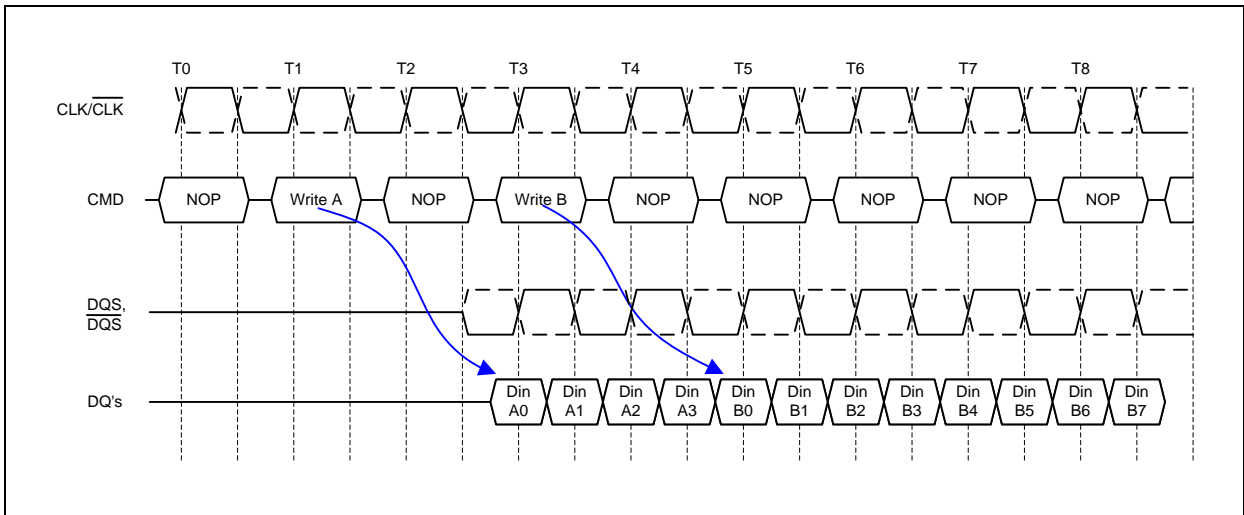 T0 T1 T2 T3 T4 T5 T6 T7 T8
CLK/CLK
CMD NOP Write A NOP Write B NOP NOP NOP NOP NOP
DQS,
DQS
DQ's Din Din Din Din Din Din Din Din Din Din Din Din
A0 A1 A2 A3 B0 B1 B2 B3 B4 B5 B6 B7